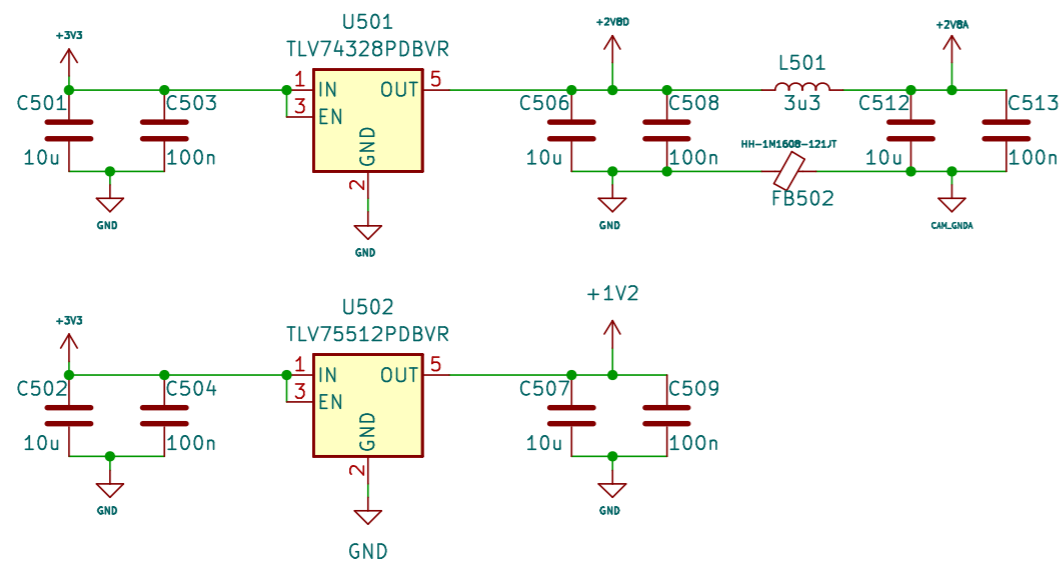 U501
TLV74328PDBVR
+3V3
+2V8D
+2V8A
L501
3u3
C501
C503
10u
100n
1
IN
OUT
5
3
EN
GND
2
GND
GND
C506
C508
10u
100n
GND
HH-1M1608-121JT
FB502
C512
C513
10u
100n
CAM_GNDA
U502
TLV75512PDBVR
+3V3
+1V2
C502
C504
10u
100n
1
IN
OUT
5
3
EN
GND
2
GND
GND
C507
C509
10u
100n
GND